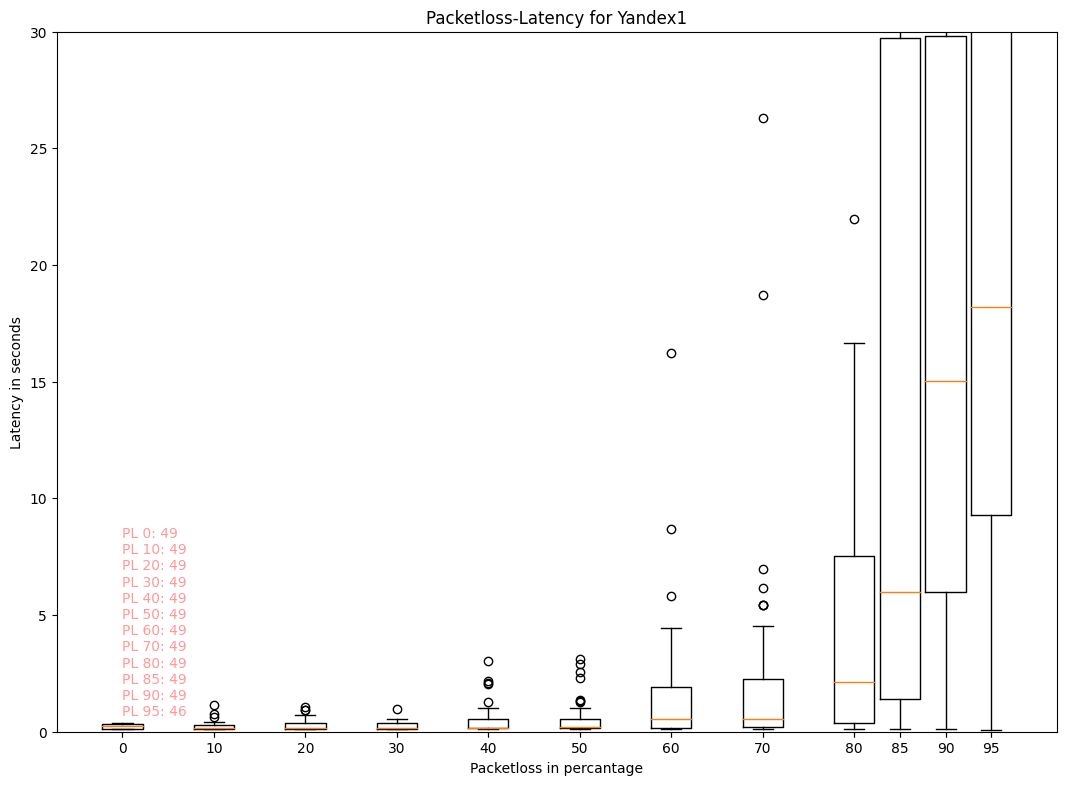 Packetloss-Latency for Yandex1
30
25
20
15
10
5
0
Latency in seconds
PL 0: 49
PL 10: 49
PL 20: 49
PL 30: 49
PL 40: 49
PL 50: 49
PL 60: 49
PL 70: 49
PL 80: 49
PL 85: 49
PL 90: 49
PL 95: 46
0 10 20 30 40 50 60 70 80 85 90 95
Packetloss in percantage